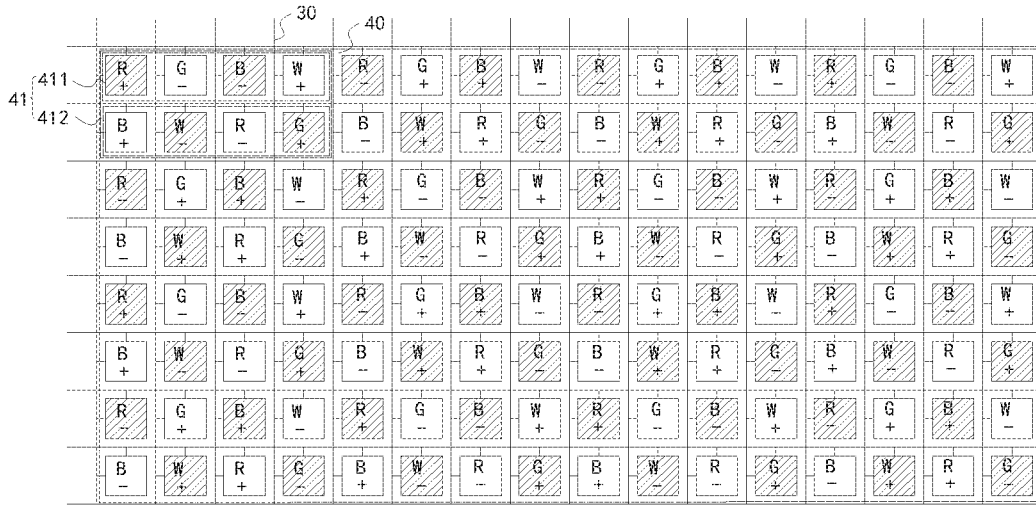 30 40
R G B W R G B W R G B W R G B W
411
+ − − + − + + − − + + − + − − +
41
412
B W R G B W R G B W R G B W R G
+ − − + − + + − − + + − + − − +
R G B W R G B W R G B W R G B W
− + + − + − − + + − − + − + + −
B W R G B W R G B W R G B W R G
− + + − + − − + + − − + − + + −
R G B W R G B W R G B W R G B W
+ − − + − + + − − + + − + − − +
B W R G B W R G B W R G B W R G
+ − − + − + + − − + + − + − − +
R G B W R G B W R G B W R G B W
− + + − + − − + + − − + − + + −
B W R G B W R G B W R G B W R G
− + + − + − − + + − − + − + + −